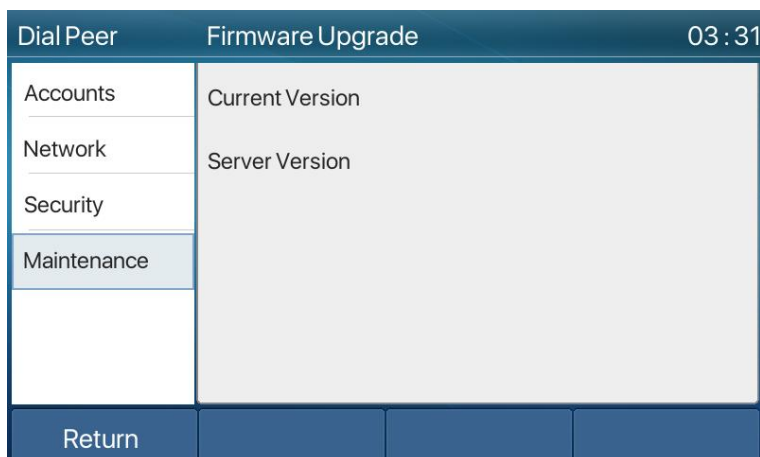 Dial Peer Firmware Upgrade 03:31
Accounts
Current Version
Network
Server Version
Security
Maintenance
Return